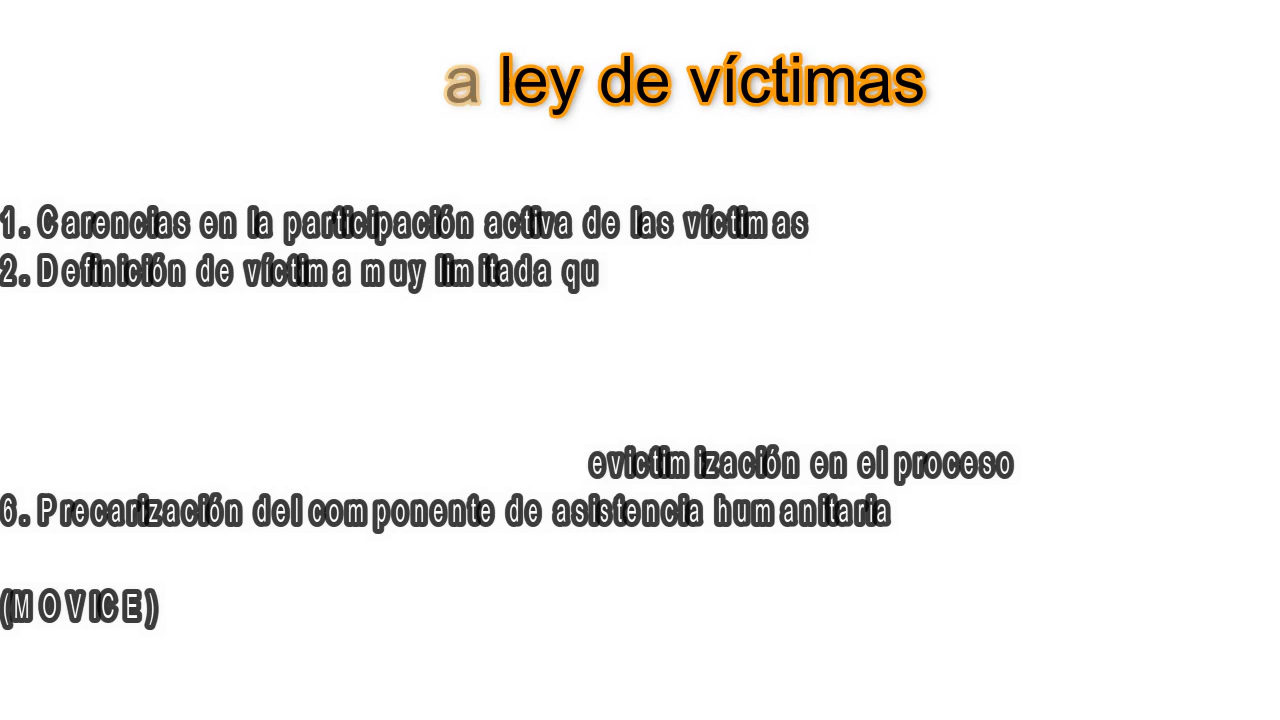 a ley de víctimas
1. Carencias en la participación activa de las víctimas
2. Definición de víctima muy limitada qu
evictimización en el proceso
6. Precarización del componente de asistencia humanitaria
(MOVICE)